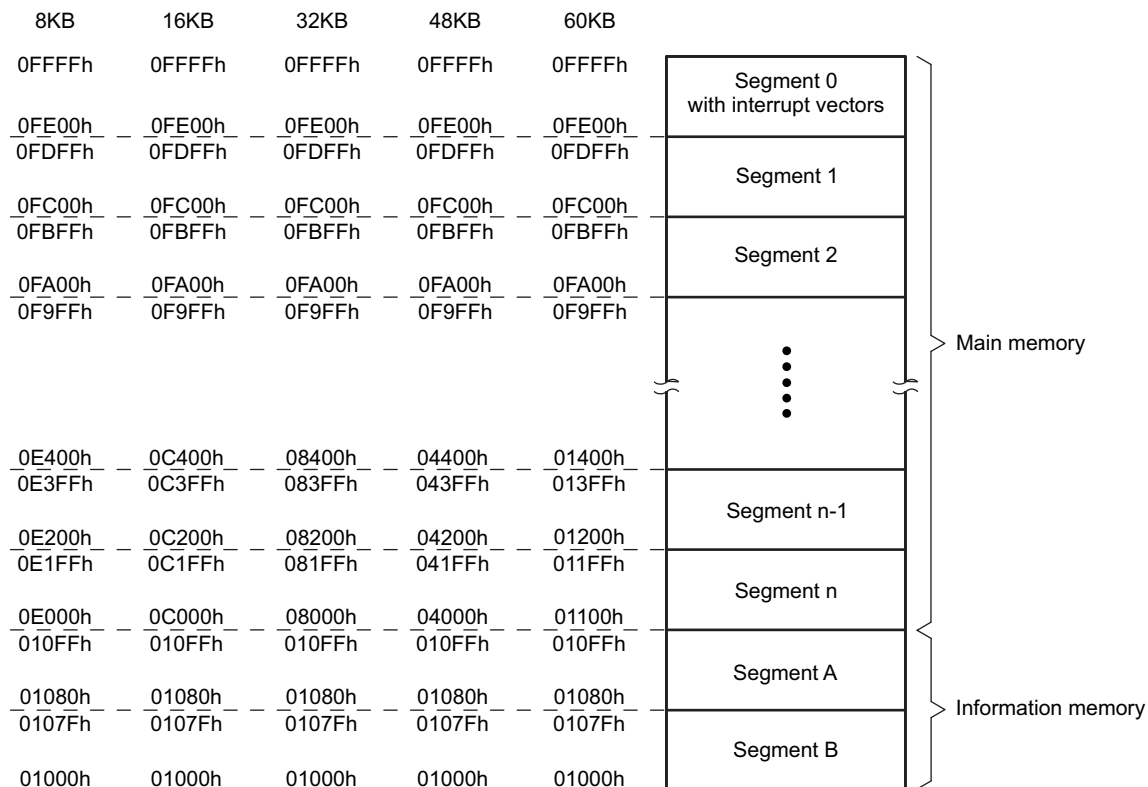 8KB 16KB 32KB 48KB 60KB
0FFFFh 0FFFFh 0FFFFh 0FFFFh 0FFFFh
Segment 0
with interrupt vectors
0FE00h 0FE00h 0FE00h 0FE00h 0FE00h
0FDFFh 0FDFFh 0FDFFh 0FDFFh 0FDFFh
Segment 1
0FC00h 0FC00h 0FC00h 0FC00h 0FC00h
0FBFFh 0FBFFh 0FBFFh 0FBFFh 0FBFFh
Segment 2
0FA00h 0FA00h 0FA00h 0FA00h 0FA00h
0F9FFh 0F9FFh 0F9FFh 0F9FFh 0F9FFh
Main memory
0E400h 0C400h 08400h 04400h 01400h
0E3FFh 0C3FFh 083FFh 043FFh 013FFh
Segment n-1
0E200h 0C200h 08200h 04200h 01200h
0E1FFh 0C1FFh 081FFh 041FFh 011FFh
Segment n
0E000h 0C000h 08000h 04000h 01100h
010FFh 010FFh 010FFh 010FFh 010FFh
Segment A
01080h 01080h 01080h 01080h 01080h
Information memory
0107Fh 0107Fh 0107Fh 0107Fh 0107Fh
Segment B
01000h 01000h 01000h 01000h 01000h